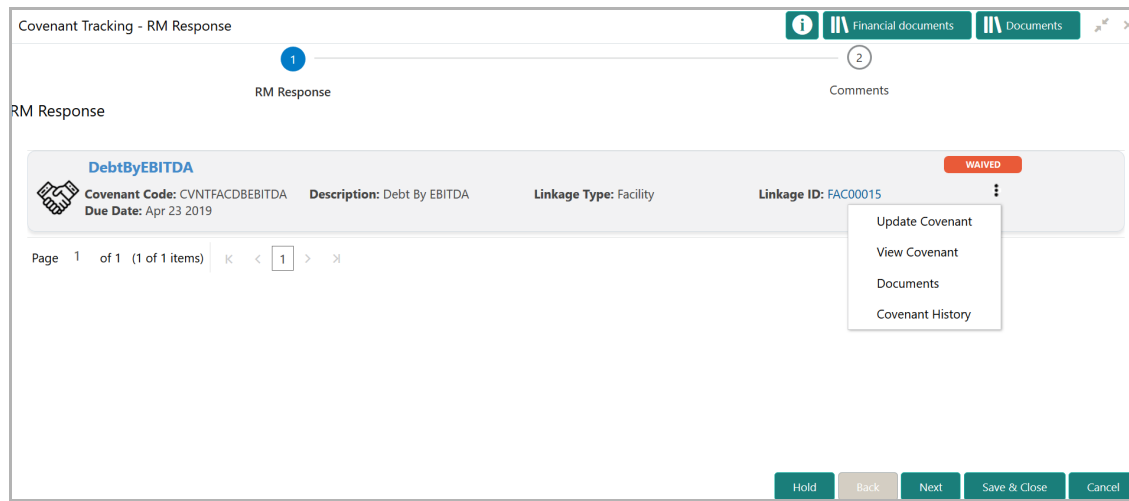 Covenant Tracking - RM Response
Financial documents
Documents
1
2
RM Response
Comments
RM Response
DebtByEBITDA
WAIVED
Covenant Code: CVNTFACDBEBITDA Description: Debt By EBITDA Linkage Type: Facility Linkage ID: FAC00015
Due Date: Apr 23 2019
Update Covenant
View Covenant
Documents
Covenant History
Page 1 of 1 (1 of 1 items) 1
Hold Back Next Save & Close Cancel